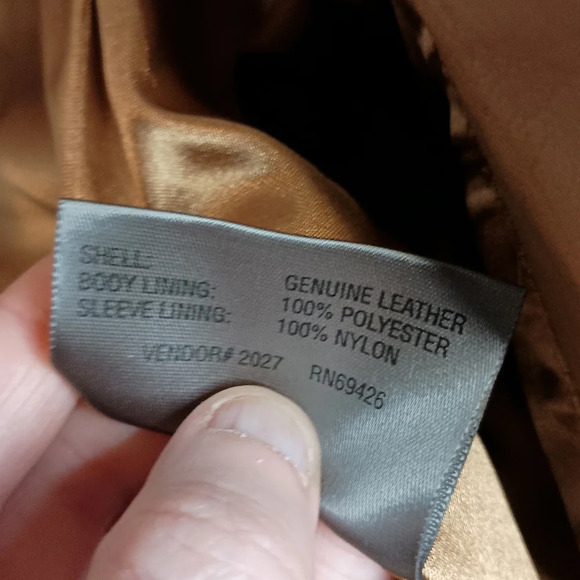 SHELL: GENUINE LEATHER
BODY LINING: 100% POLYESTER
SLEEVE LINING: 100% NYLON
VENDOR# 2027 RN69426